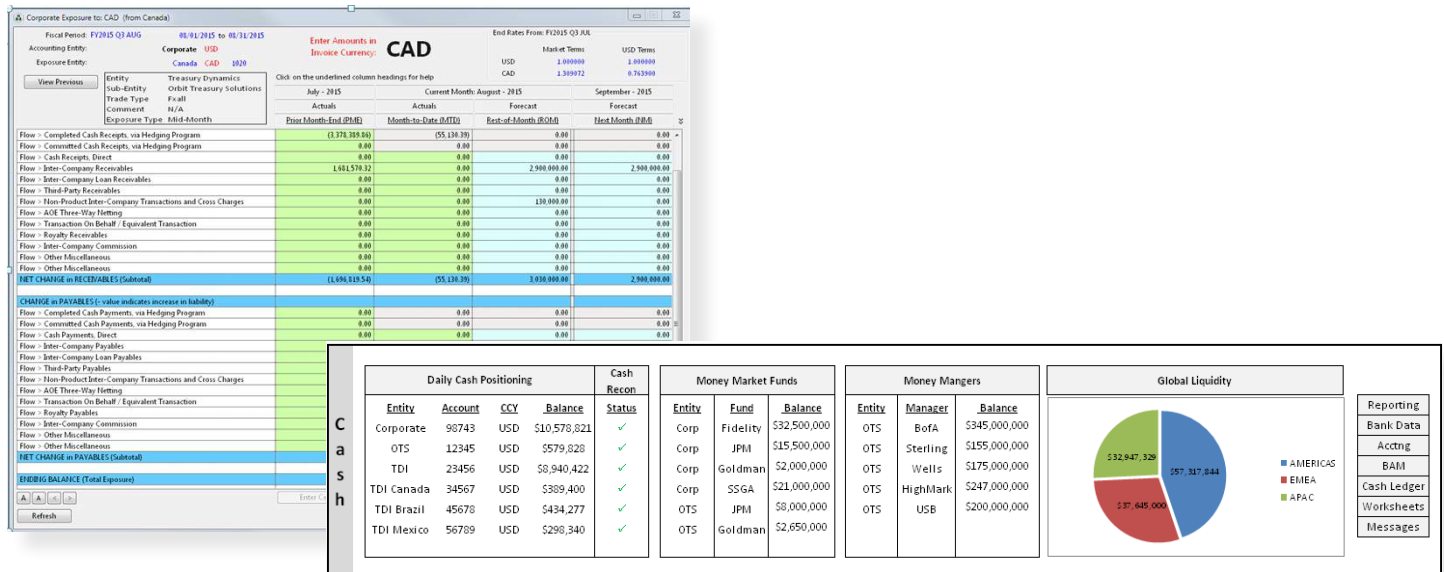 Corporate Exposure to: CAD (from Canada)
Fiscal Period: FY2015 Q3 AUG 08/01/2015 to 08/31/2015
Accounting Entity: Corporate USD
Exposure Entity: Canada CAD 1020
Enter Amounts in
Invoice Currency: CAD
End Rates From: FY2015 Q3 JUL
Market Terms USD Terms
USD 1.000000 1.000000
CAD 1.309072 0.763900
View Previous
Entity Treasury Dynamics
Sub-Entity Orbit Treasury Solutions
Trade Type Fxall
Comment N/A
Exposure Type Mid-Month
Click on the underlined column headings for help
July - 2015 Current Month: August - 2015 September - 2015
Actuals Actuals Forecast Forecast
Prior Month-End (PME) Month-to-Date (MTD) Rest-of-Month (ROM) Next Month (NM)
Flow > Completed Cash Receipts, via Hedging Program (3,378,389.86) (55,130.39) 0.00 0.00
Flow > Committed Cash Receipts, via Hedging Program 0.00 0.00 0.00 0.00
Flow > Cash Receipts, Direct 0.00 0.00 0.00 0.00
Flow > Inter-Company Receivables 1,681,570.32 0.00 2,900,000.00 2,900,000.00
Flow > Inter-Company Loan Receivables 0.00 0.00 0.00 0.00
Flow > Third-Party Receivables 0.00 0.00 0.00 0.00
Flow > Non-Product Inter-Company Transactions and Cross Charges 0.00 0.00 130,000.00 0.00
Flow > AOE Three-Way Netting 0.00 0.00 0.00 0.00
Flow > Transaction On Behalf / Equivalent Transaction 0.00 0.00 0.00 0.00
Flow > Royalty Receivables 0.00 0.00 0.00 0.00
Flow > Inter-Company Commission 0.00 0.00 0.00 0.00
Flow > Other Miscellaneous 0.00 0.00 0.00 0.00
Flow > Other Miscellaneous 0.00 0.00 0.00 0.00
NET CHANGE in RECEIVABLES (Subtotal) (1,696,819.54) (55,130.39) 3,030,000.00 2,900,000.00
CHANGE in PAYABLES (- value indicates increase in liability)
Flow > Completed Cash Payments, via Hedging Program 0.00 0.00 0.00 0.00
Flow > Committed Cash Payments, via Hedging Program 0.00 0.00 0.00 0.00
Flow > Cash Payments, Direct 0.00 0.00 0.00 0.00
Flow > Inter-Company Payables
Flow > Inter-Company Loan Payables
Flow > Third-Party Payables
Flow > Non-Product Inter-Company Transactions and Cross Charges
Flow > AOE Three-Way Netting
Flow > Transaction On Behalf / Equivalent Transaction
Flow > Royalty Payables
Flow > Inter-Company Commission
Flow > Other Miscellaneous
Flow > Other Miscellaneous
NET CHANGE in PAYABLES (Subtotal)
ENDING BALANCE (Total Exposure)
A A < >
Enter
Refresh
Cash
Daily Cash Positioning
Cash
Recon
Entity Account CCY Balance Status
Corporate 98743 USD $10,578,821 ✓
OTS 12345 USD $579,828 ✓
TDI 23456 USD $8,940,422 ✓
TDI Canada 34567 USD $389,400 ✓
TDI Brazil 45678 USD $434,277 ✓
TDI Mexico 56789 USD $298,340 ✓
Money Market Funds
Entity Fund Balance
Corp Fidelity $32,500,000
Corp JPM $15,500,000
Corp Goldman $2,000,000
Corp SSGA $21,000,000
OTS JPM $8,000,000
OTS Goldman $2,650,000
Money Mangers
Entity Manager Balance
OTS BofA $345,000,000
OTS Sterling $155,000,000
OTS Wells $175,000,000
OTS HighMark $247,000,000
OTS USB $200,000,000
Global Liquidity
$32,947,329
$57,317,844
$37,645,000
AMERICAS
EMEA
APAC
Reporting
Bank Data
Acctng
BAM
Cash Ledger
Worksheets
Messages